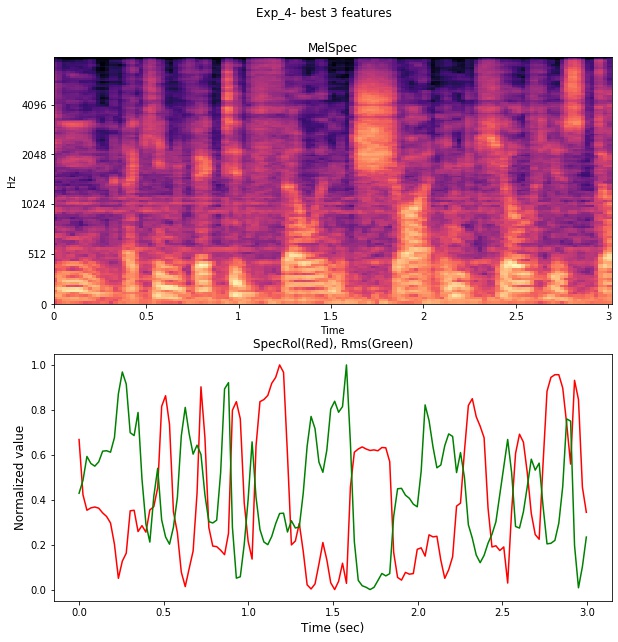 Exp_4- best 3 features
MelSpec
4096
2048
1024
512
0
Hz
0 0.5 1 1.5 2 2.5 3
Time
SpecRol(Red), Rms(Green)
1.0
0.8
0.6
0.4
0.2
0.0
Normalized value
0.0 0.5 1.0 1.5 2.0 2.5 3.0
Time (sec)